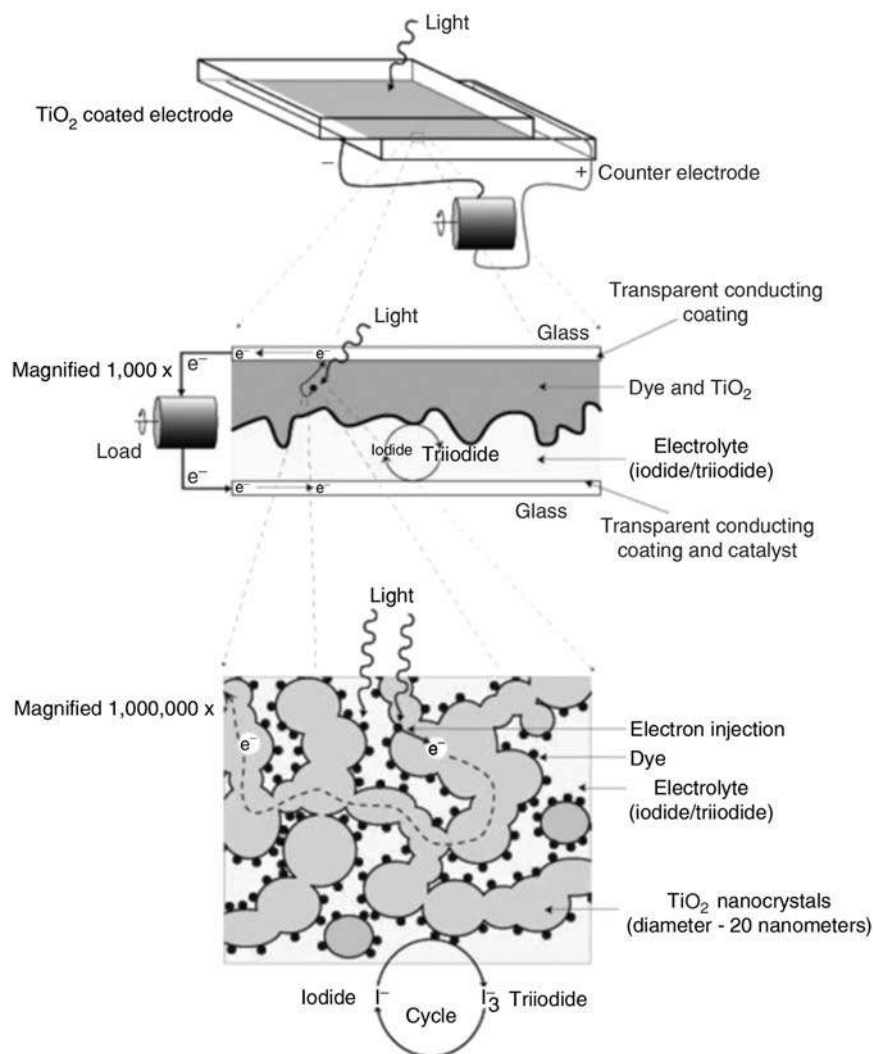 Light
TiO₂ coated electrode
−
+
Counter electrode
Transparent conducting
coating
Light
Glass
e⁻
e⁻
e⁻
Magnified 1,000 x
Dye and TiO₂
Load
Iodide
Triiodide
Electrolyte
(iodide/triiodide)
e⁻
e⁻
e⁻
Glass
Transparent conducting
coating and catalyst
Light
Magnified 1,000,000 x
Electron injection
e⁻
e⁻
Dye
Electrolyte
(iodide/triiodide)
TiO₂ nanocrystals
(diameter - 20 nanometers)
Iodide
I⁻
I₃⁻
Triiodide
Cycle